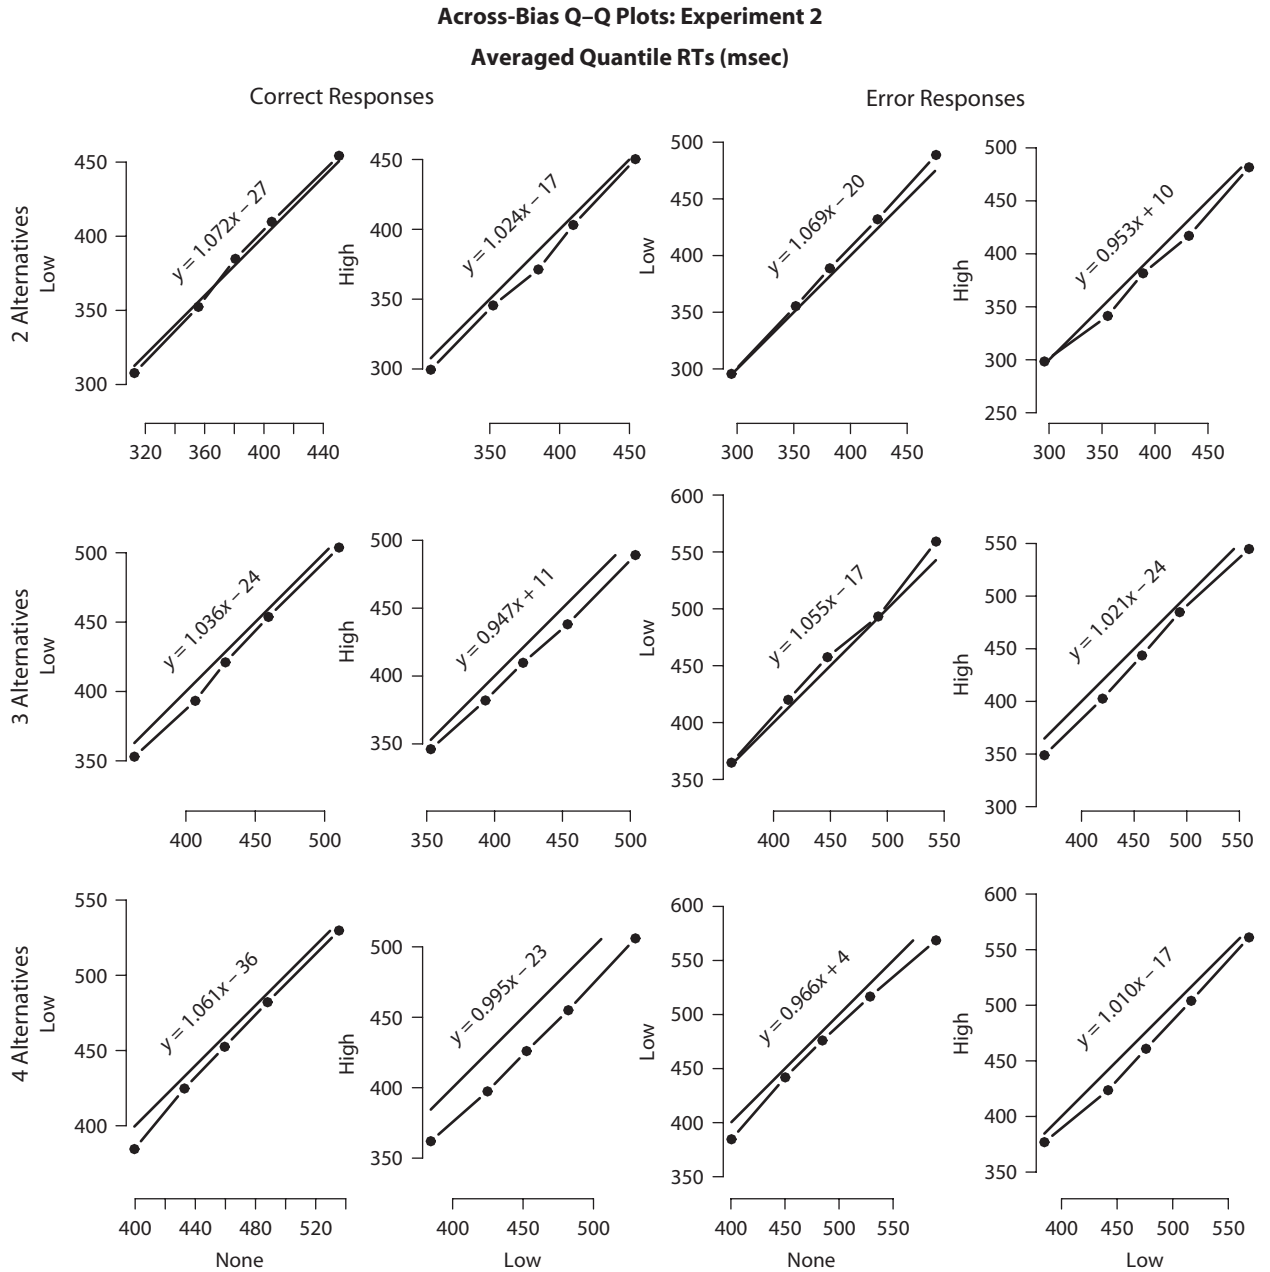 Across-Bias Q–Q Plots: Experiment 2
Averaged Quantile RTs (msec)
Correct Responses
Error Responses
2 Alternatives
Low
450
400
350
300
y = 1.072x – 27
320 360 400 440
High
450
400
350
300
y = 1.024x – 17
350 400 450
Low
500
450
400
350
300
y = 1.069x – 20
300 350 400 450
High
500
450
400
350
300
250
y = 0.953x + 10
300 350 400 450
3 Alternatives
Low
500
450
400
350
y = 1.036x – 24
400 450 500
High
500
450
400
350
y = 0.947x + 11
350 400 450 500
Low
600
550
500
450
400
350
y = 1.055x – 17
400 450 500 550
High
550
500
450
400
350
300
y = 1.021x – 24
400 450 500 550
4 Alternatives
Low
550
500
450
400
y = 1.061x – 36
400 440 480 520
None
High
500
450
400
350
y = 0.995x – 23
400 450 500
Low
Low
600
550
500
450
400
350
y = 0.966x + 4
400 450 500 550
None
High
600
550
500
450
400
350
y = 1.010x – 17
400 450 500 550
Low